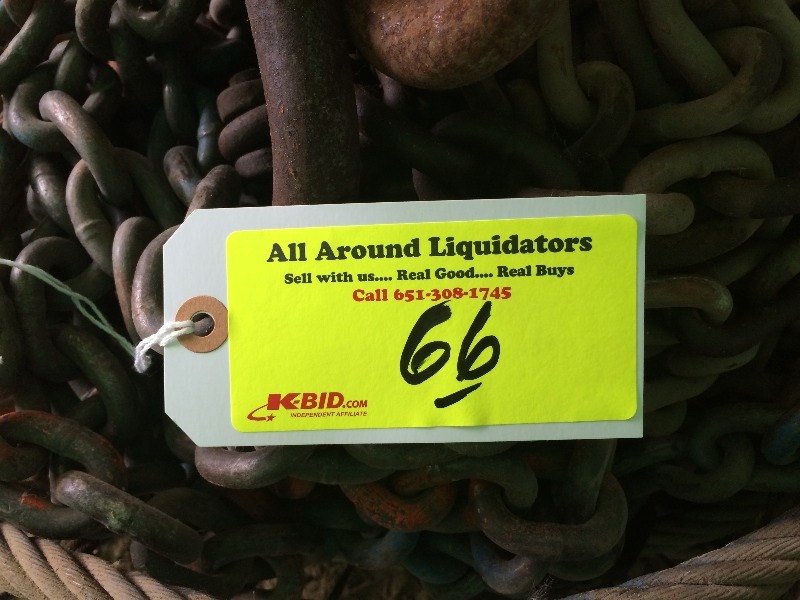 All Around Liquidators
Sell with us.... Real Good.... Real Buys
Call 651-308-1745
66
K-BID.COM
INDEPENDENT AFFILIATE